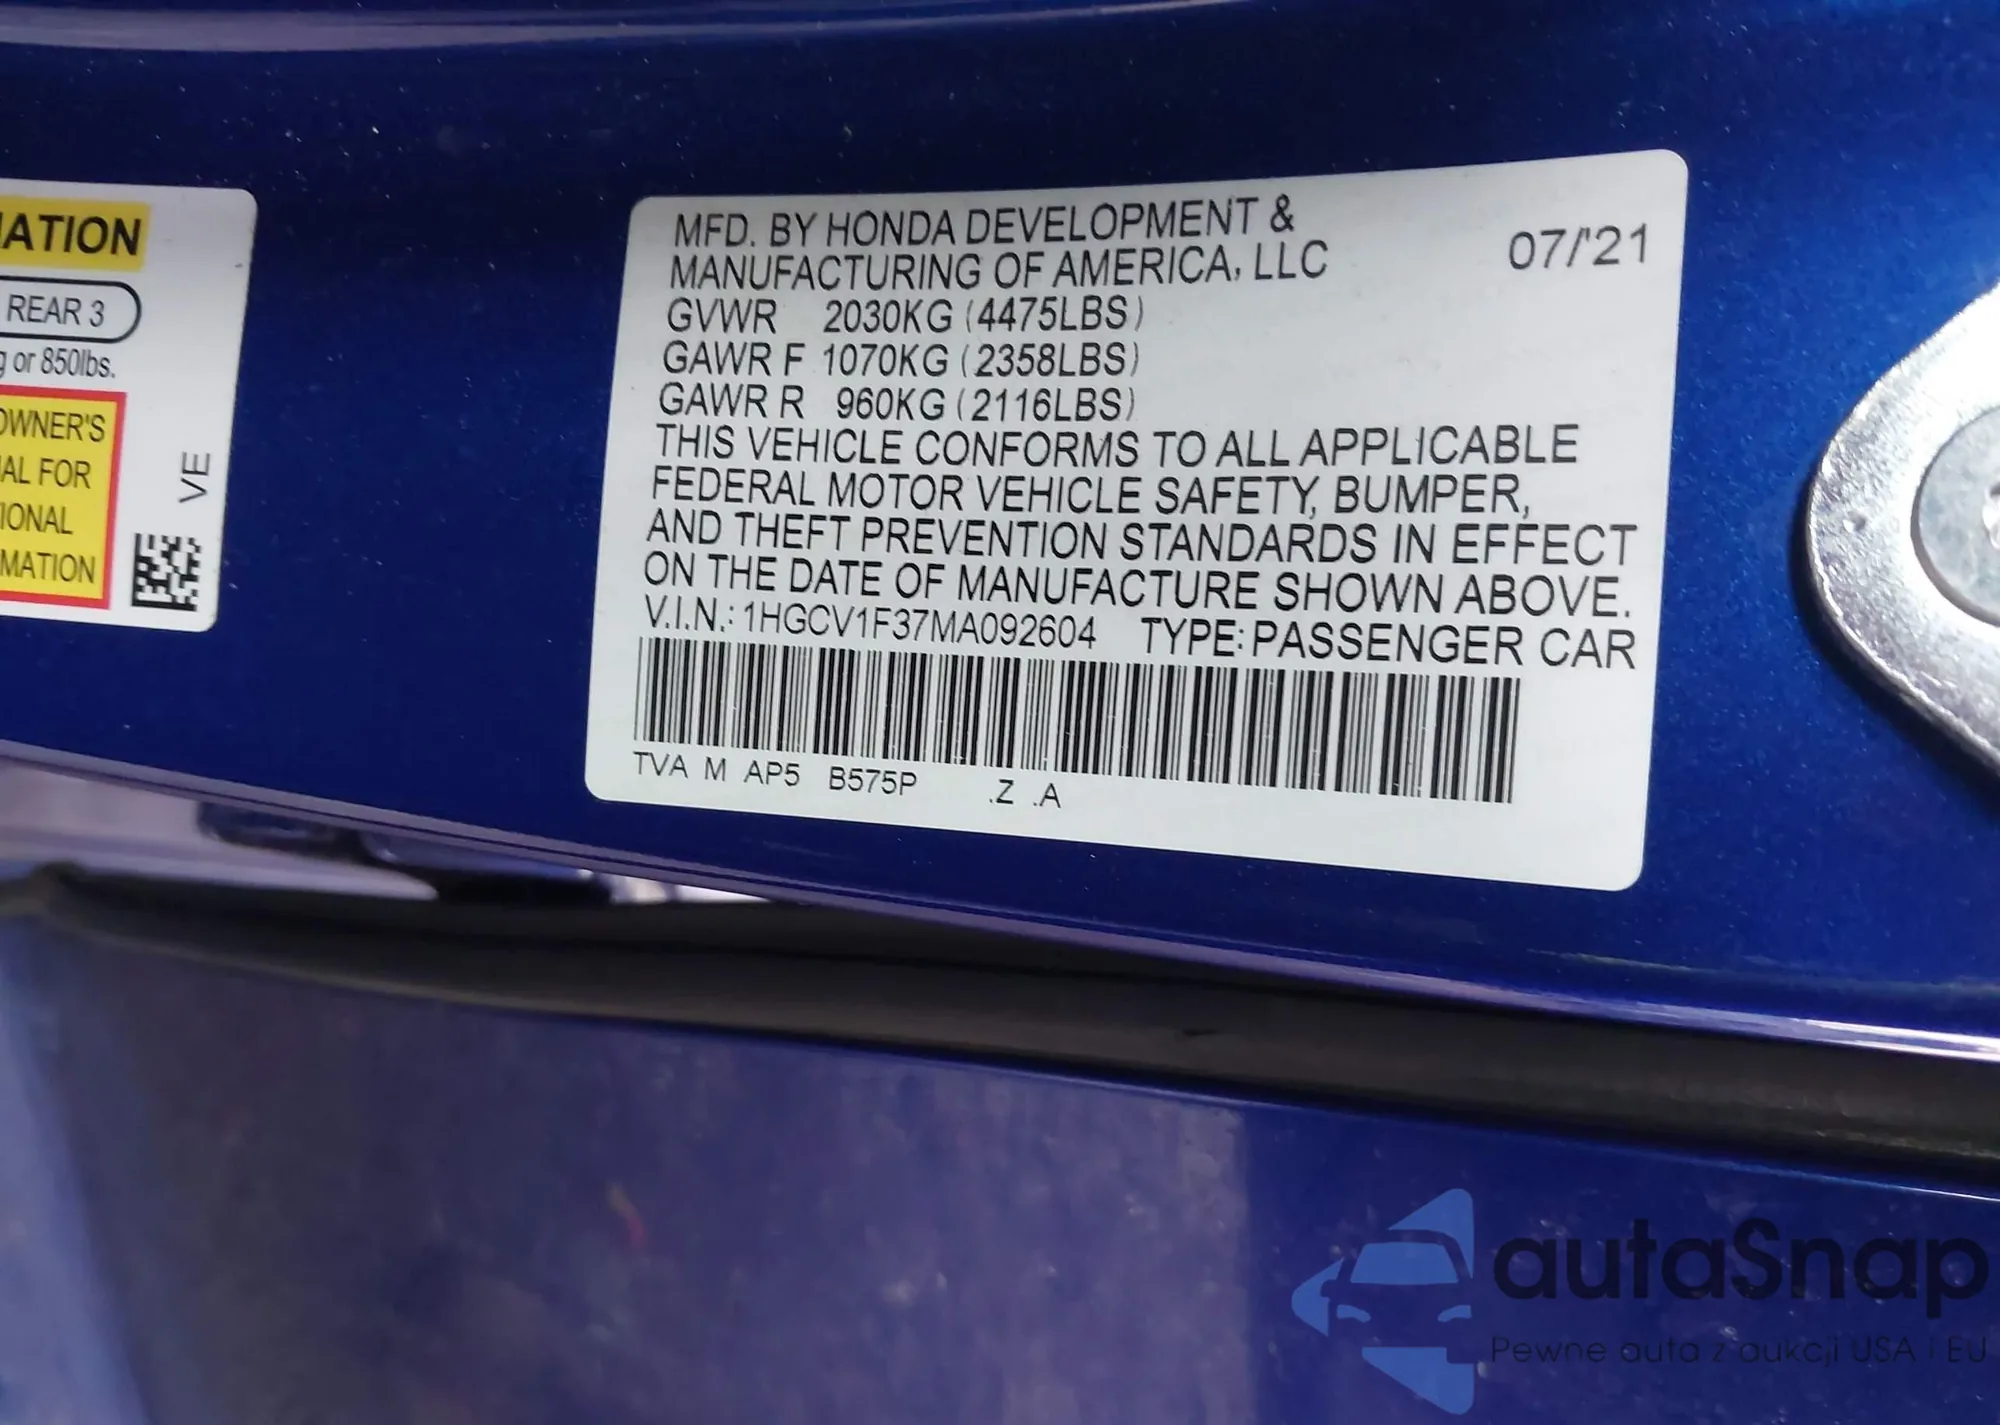 ATION
REAR 3
g or 850lbs.
OWNER'S
AL FOR
IONAL
MATION
VE
MFD. BY HONDA DEVELOPMENT &
MANUFACTURING OF AMERICA, LLC
07/'21
GVWR 2030KG (4475LBS)
GAWR F 1070KG (2358LBS)
GAWR R 960KG (2116LBS)
THIS VEHICLE CONFORMS TO ALL APPLICABLE
FEDERAL MOTOR VEHICLE SAFETY, BUMPER,
AND THEFT PREVENTION STANDARDS IN EFFECT
ON THE DATE OF MANUFACTURE SHOWN ABOVE.
V.I.N.: 1HGCV1F37MA092604 TYPE: PASSENGER CAR
TVA M AP5 B575P .Z .A
autaSnap
Pewne auta z aukcji USA i EU